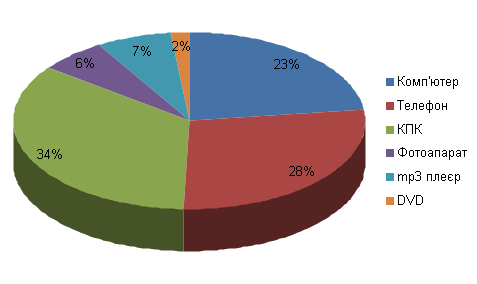 2%
7%
6%
23%
34%
28%
Комп'ютер
Телефон
КПК
Фотоапарат
mp3 плеєр
DVD